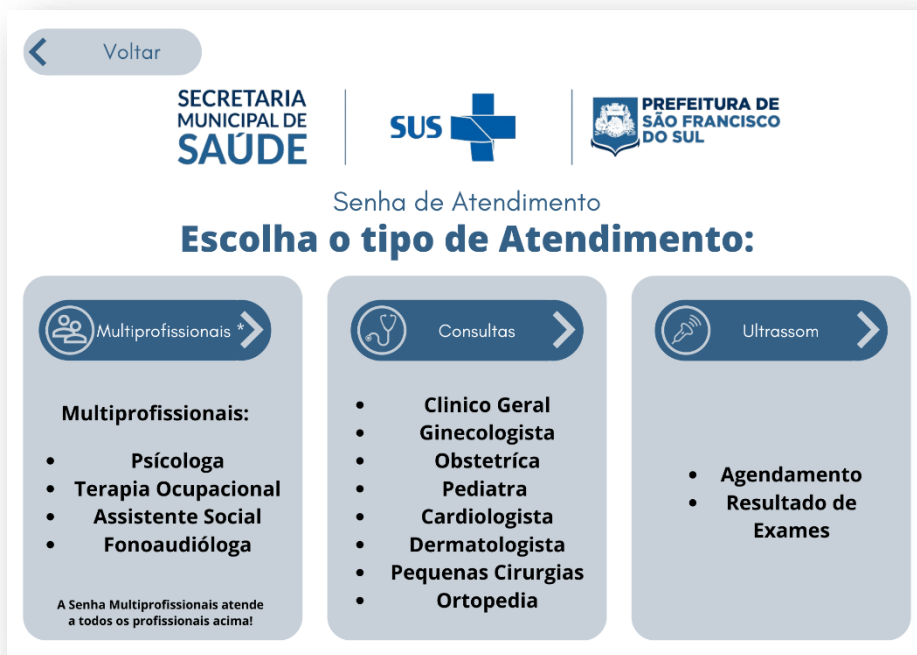 Voltar
SECRETARIA
MUNICIPAL DE
SAÚDE
SUS
PREFEITURA DE
SÃO FRANCISCO
DO SUL
Senha de Atendimento
Escolha o tipo de Atendimento:
Multiprofissionais *
Multiprofissionais:
• Psícologa
• Terapia Ocupacional
• Assistente Social
• Fonoaudióloga
A Senha Multiprofissionais atende
a todos os profissionais acima!
Consultas
• Clinico Geral
• Ginecologista
• Obstetríca
• Pediatra
• Cardiologista
• Dermatologista
• Pequenas Cirurgias
• Ortopedia
Ultrassom
• Agendamento
• Resultado de
Exames